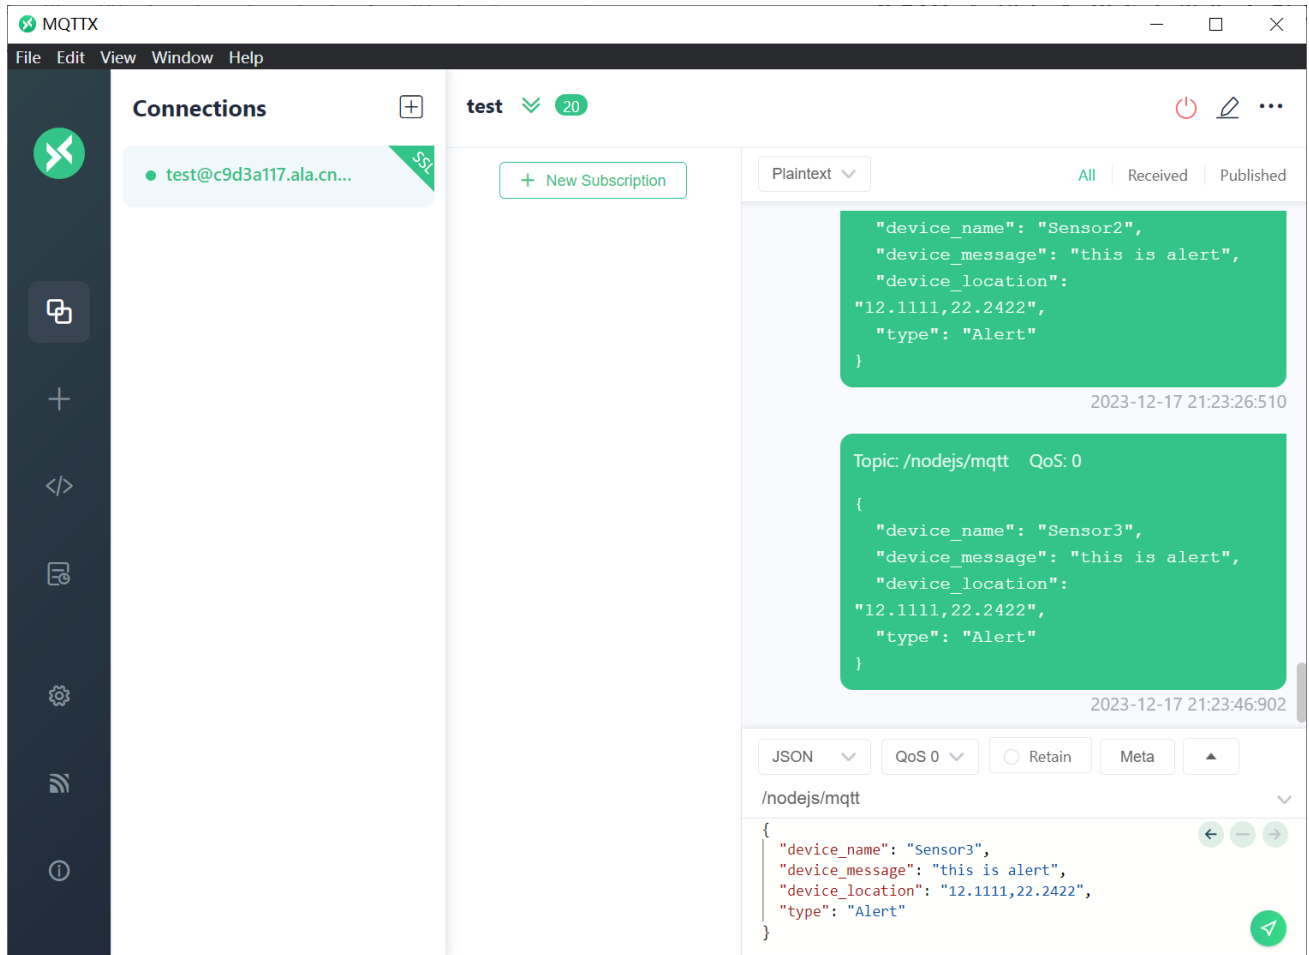 MQTTX
File Edit View Window Help
Connections
test 20
test@c9d3a117.ala.cn...
SSL
+ New Subscription
Plaintext
All Received Published
"device_name": "Sensor2",
"device_message": "this is alert",
"device_location":
"12.1111,22.2422",
"type": "Alert"
}
2023-12-17 21:23:26:510
Topic: /nodejs/mqtt QoS: 0
{
"device_name": "Sensor3",
"device_message": "this is alert",
"device_location":
"12.1111,22.2422",
"type": "Alert"
}
2023-12-17 21:23:46:902
JSON QoS 0 Retain Meta
/nodejs/mqtt
{
"device_name": "Sensor3",
"device_message": "this is alert",
"device_location": "12.1111,22.2422",
"type": "Alert"
}